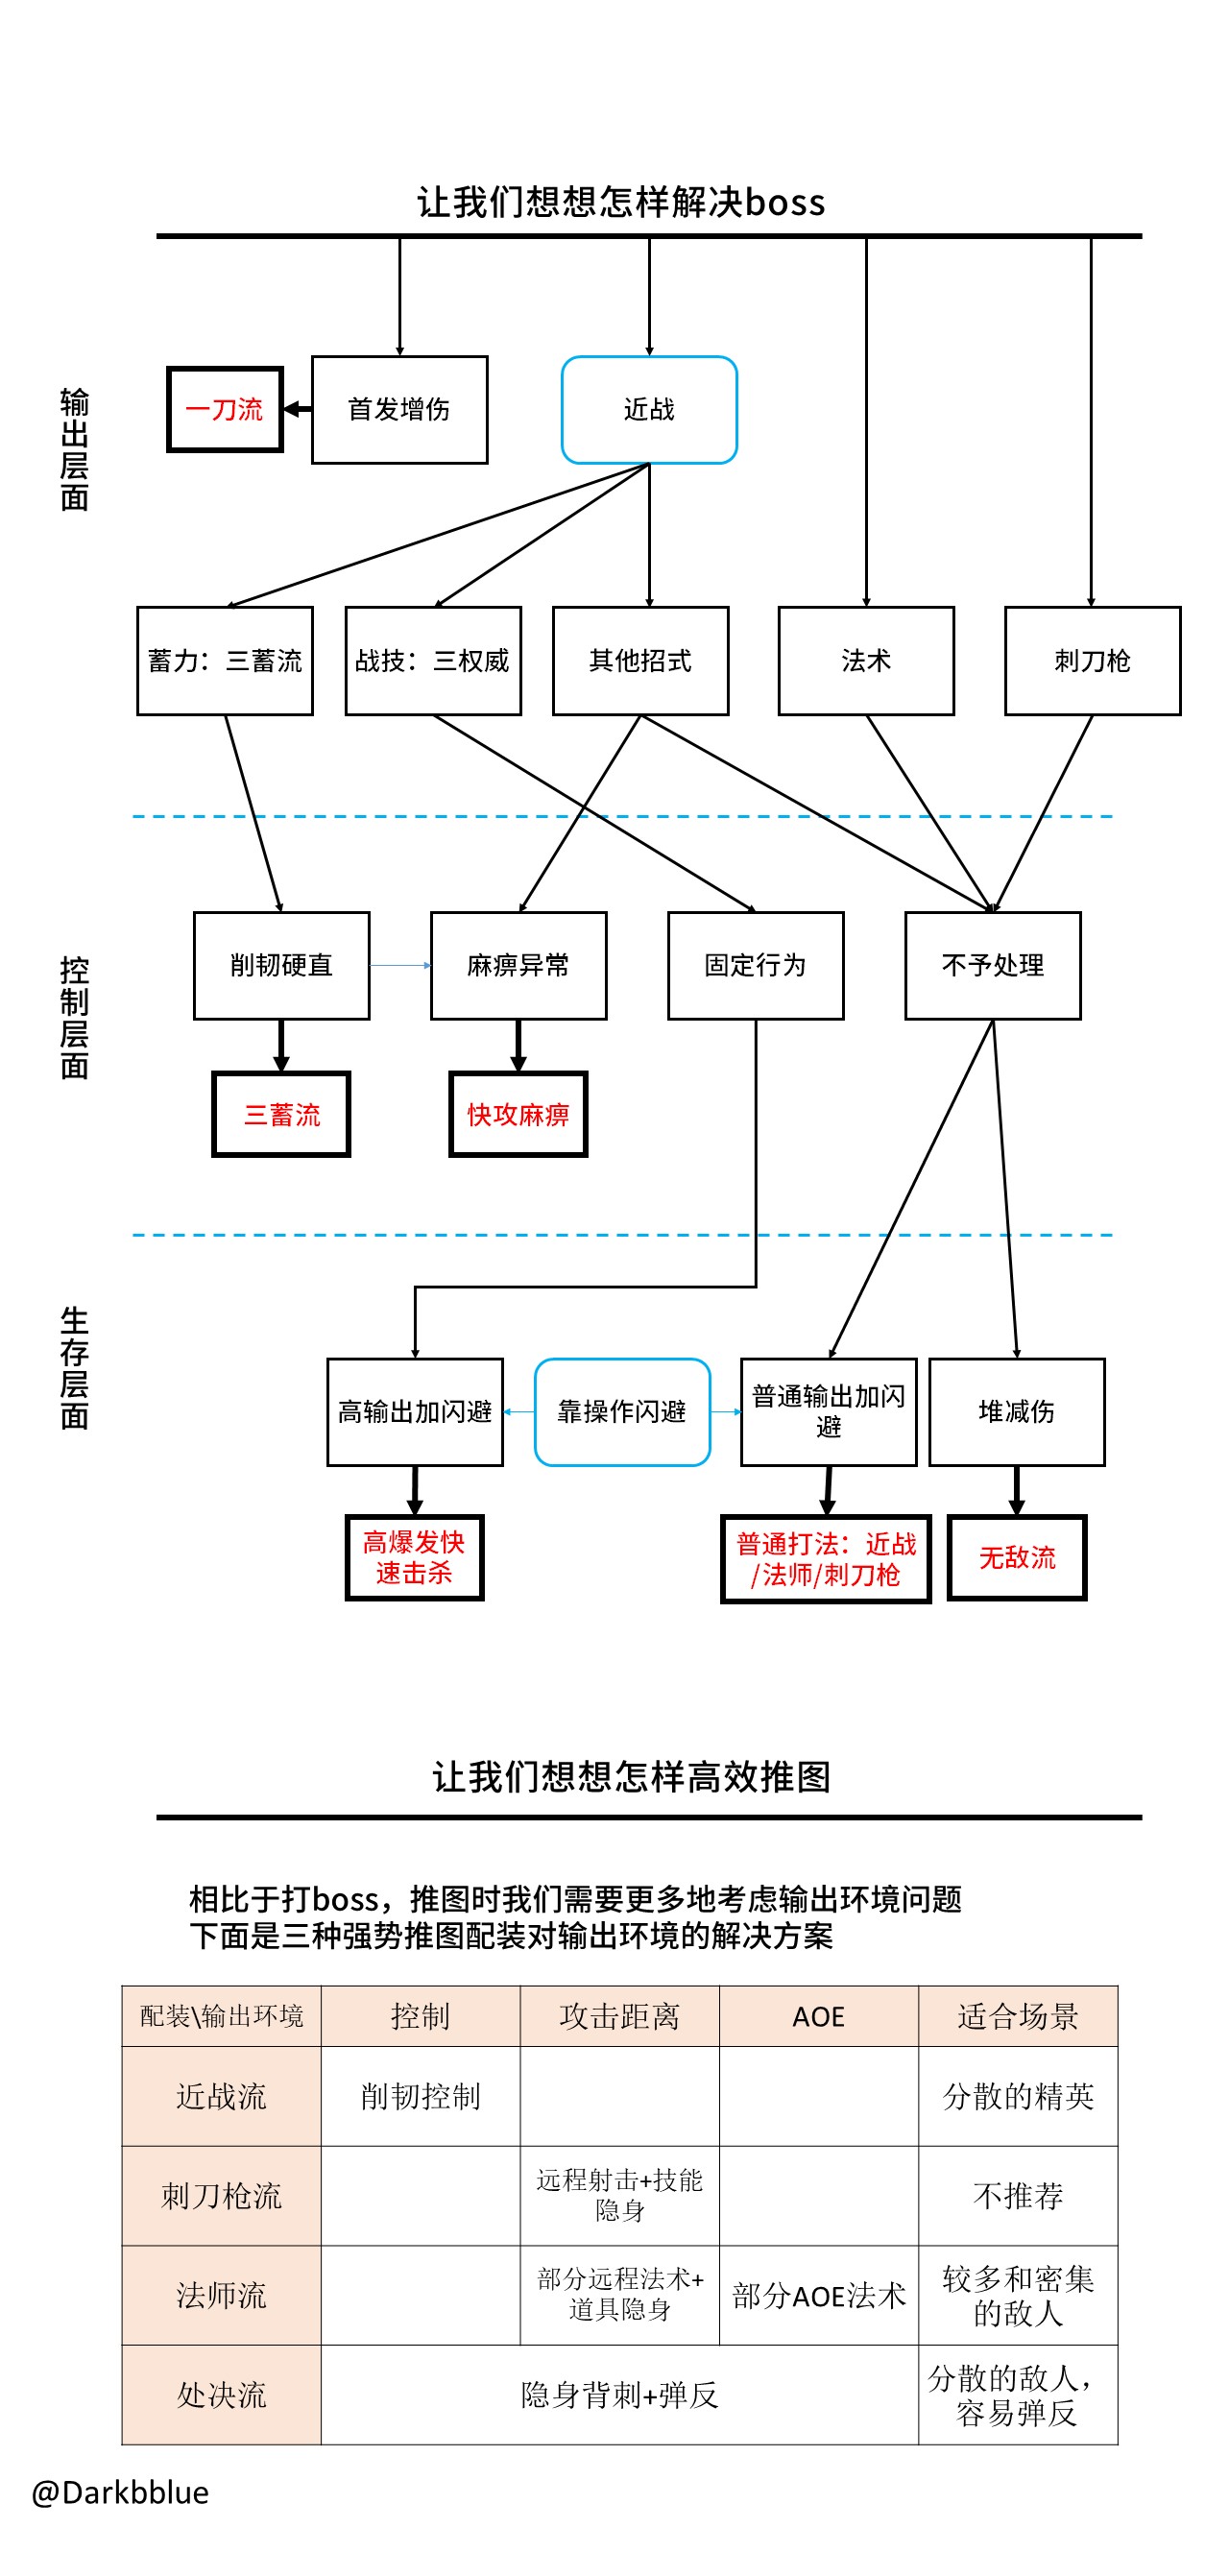 让我们想想怎样解决boss
输出层面
一刀流
首发增伤
近战
蓄力：三蓄流
战技：三权威
其他招式
法术
刺刀枪
控制层面
削韧硬直
麻痹异常
固定行为
不予处理
三蓄流
快攻麻痹
生存层面
高输出加闪避
靠操作闪避
普通输出加闪
避
堆减伤
高爆发快
速击杀
普通打法：近战
/法师/刺刀枪
无敌流
让我们想想怎样高效推图
相比于打boss，推图时我们需要更多地考虑输出环境问题
下面是三种强势推图配装对输出环境的解决方案
配装\输出环境
控制
攻击距离
AOE
适合场景
近战流
削韧控制
分散的精英
刺刀枪流
远程射击+技能
隐身
不推荐
法师流
部分远程法术+
道具隐身
部分AOE法术
较多和密集
的敌人
处决流
隐身背刺+弹反
分散的敌人，
容易弹反
@Darkbblue